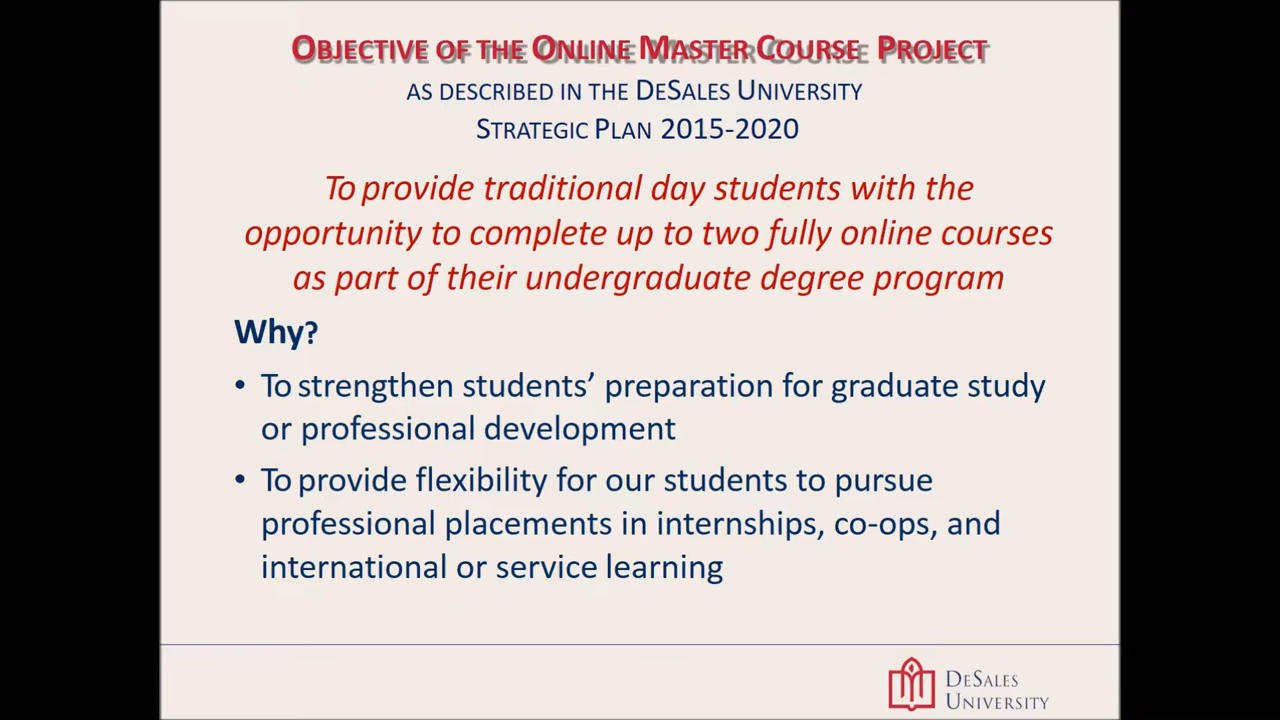 OBJECTIVE OF THE ONLINE MASTER COURSE PROJECT
AS DESCRIBED IN THE DESALES UNIVERSITY
STRATEGIC PLAN 2015-2020
To provide traditional day students with the
opportunity to complete up to two fully online courses
as part of their undergraduate degree program
Why?
• To strengthen students’ preparation for graduate study
or professional development
• To provide flexibility for our students to pursue
professional placements in internships, co-ops, and
international or service learning
DESALES
UNIVERSITY